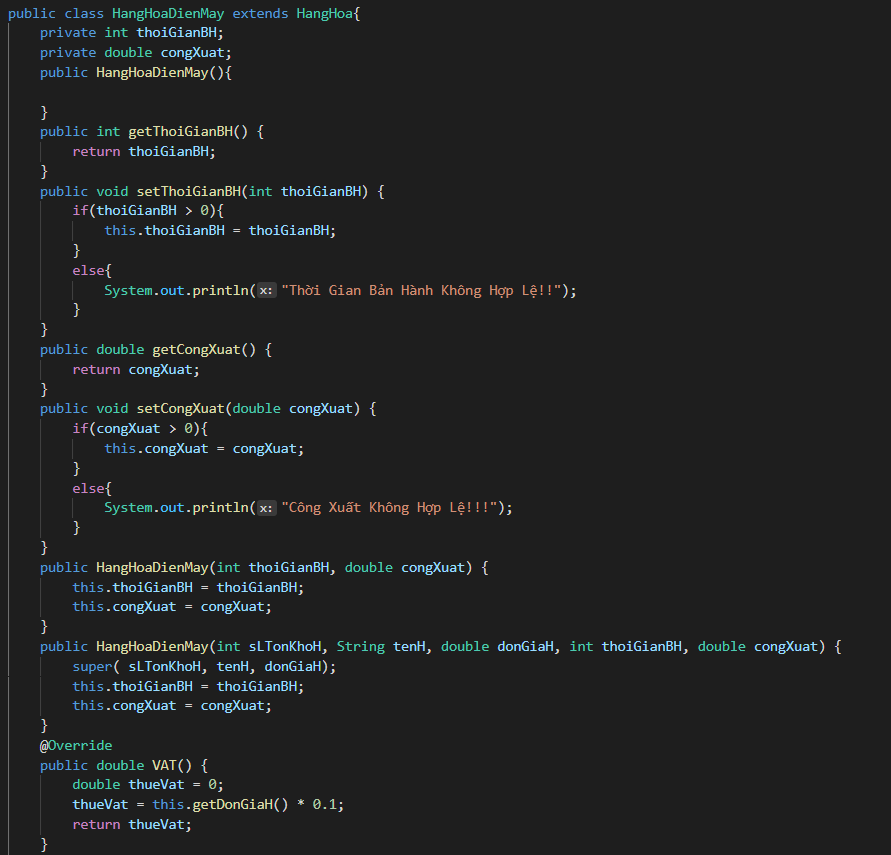 public class HangHoaDienMay extends HangHoa{
    private int thoiGianBH;
    private double congXuat;
    public HangHoaDienMay(){

    }
    public int getThoiGianBH() {
        return thoiGianBH;
    }
    public void setThoiGianBH(int thoiGianBH) {
        if(thoiGianBH > 0){
            this.thoiGianBH = thoiGianBH;
        }
        else{
            System.out.println(x: "Thời Gian Bản Hành Không Hợp Lệ!!");
        }
    }
    public double getCongXuat() {
        return congXuat;
    }
    public void setCongXuat(double congXuat) {
        if(congXuat > 0){
            this.congXuat = congXuat;
        }
        else{
            System.out.println(x: "Công Xuất Không Hợp Lệ!!!");
        }
    }
    public HangHoaDienMay(int thoiGianBH, double congXuat) {
        this.thoiGianBH = thoiGianBH;
        this.congXuat = congXuat;
    }
    public HangHoaDienMay(int sLTonKhoH, String tenH, double donGiaH, int thoiGianBH, double congXuat) {
        super( sLTonKhoH, tenH, donGiaH);
        this.thoiGianBH = thoiGianBH;
        this.congXuat = congXuat;
    }
    @Override
    public double VAT() {
        double thueVat = 0;
        thueVat = this.getDonGiaH() * 0.1;
        return thueVat;
    }